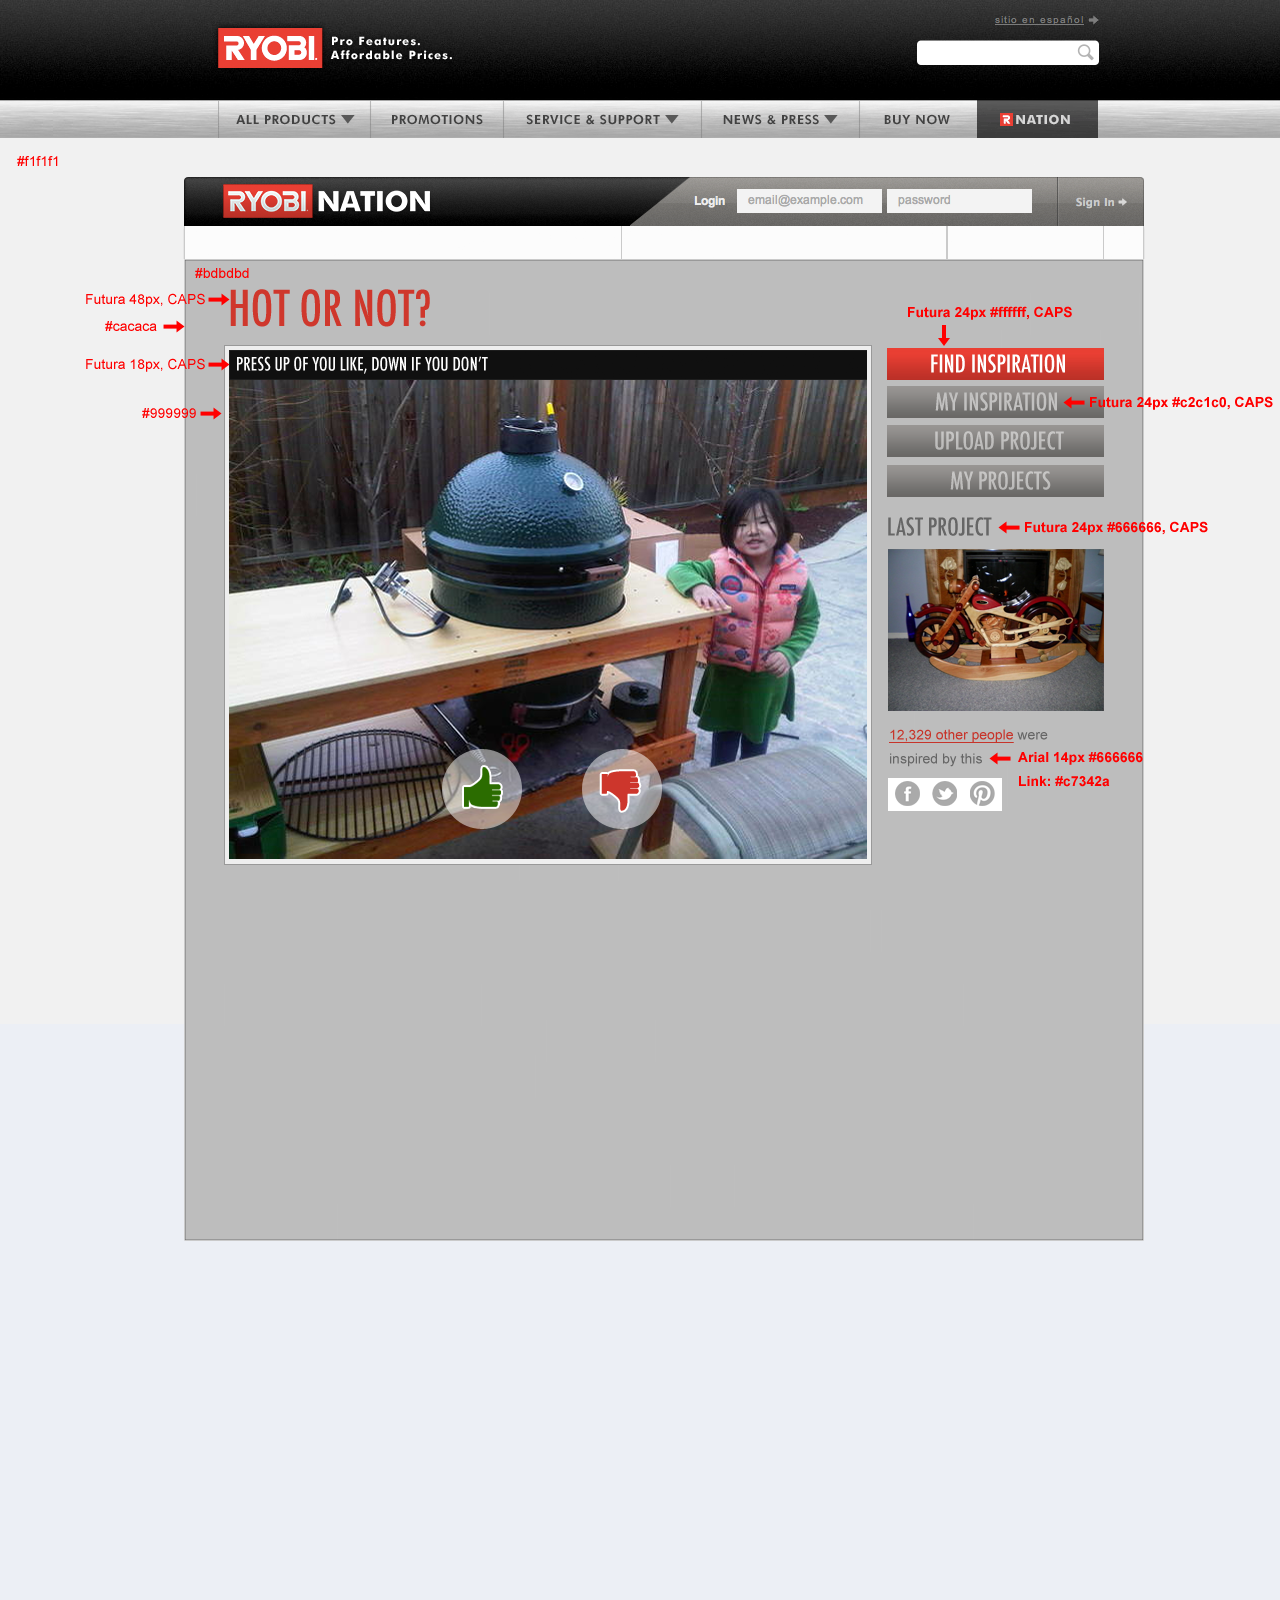 sitio en español
RYOBI
Pro Features.
Affordable Prices.
ALL PRODUCTS
PROMOTIONS
SERVICE & SUPPORT
NEWS & PRESS
BUY NOW
R NATION
#f1f1f1
RYOBI NATION
Login
email@example.com
password
Sign In
#bdbdbd
Futura 48px, CAPS
HOT OR NOT?
#cacaca
Futura 24px #ffffff, CAPS
Futura 18px, CAPS
PRESS UP OF YOU LIKE, DOWN IF YOU DON'T
FIND INSPIRATION
#999999
MY INSPIRATION
Futura 24px #c2c1c0, CAPS
UPLOAD PROJECT
MY PROJECTS
LAST PROJECT
Futura 24px #666666, CAPS
12,329 other people were
inspired by this
Arial 14px #666666
Link: #c7342a